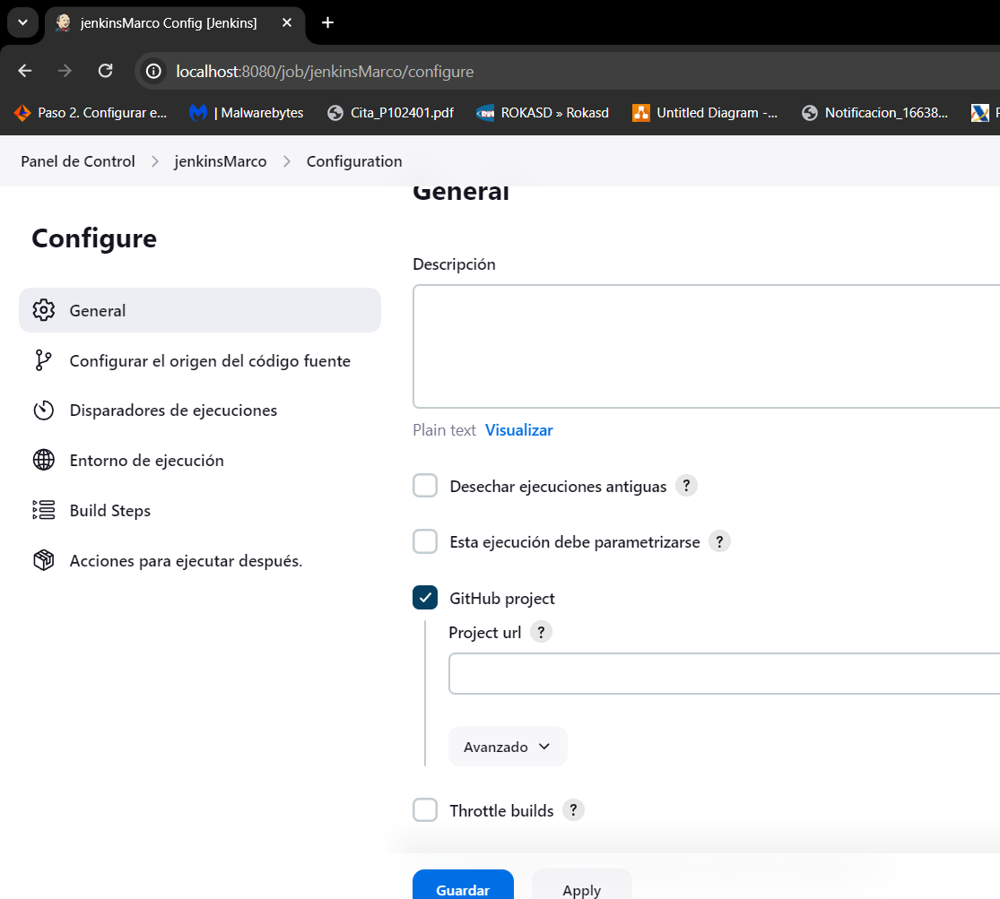 jenkinsMarco Config [Jenkins]
localhost:8080/job/jenkinsMarco/configure
Paso 2. Configurar e... | Malwarebytes Cita_P102401.pdf ROKASD » Rokasd Untitled Diagram -... Notificacion_16638...
Panel de Control jenkinsMarco Configuration
General
Configure
Descripción
General
Configurar el origen del código fuente
Disparadores de ejecuciones
Plain text Visualizar
Entorno de ejecución
Desechar ejecuciones antiguas ?
Build Steps
Esta ejecución debe parametrizarse ?
Acciones para ejecutar después.
GitHub project
Project url ?
Avanzado
Throttle builds ?
Guardar Apply